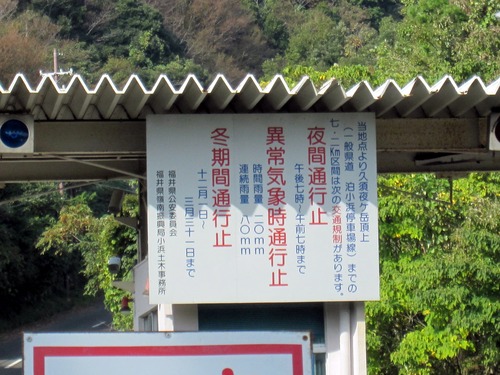 当地点より久須夜ヶ岳頂上
（一般県道　泊小浜停車場線）までの
七・二Km区間は次の交通規制があります。
夜間通行止
午後七時～午前七時まで
異常気象時通行止
時間雨量　二〇mm
連続雨量　一〇〇mm
冬期間通行止
十二月一日～
三月三十一日まで
福井県公安委員会
福井県嶺南振興局小浜土木事務所